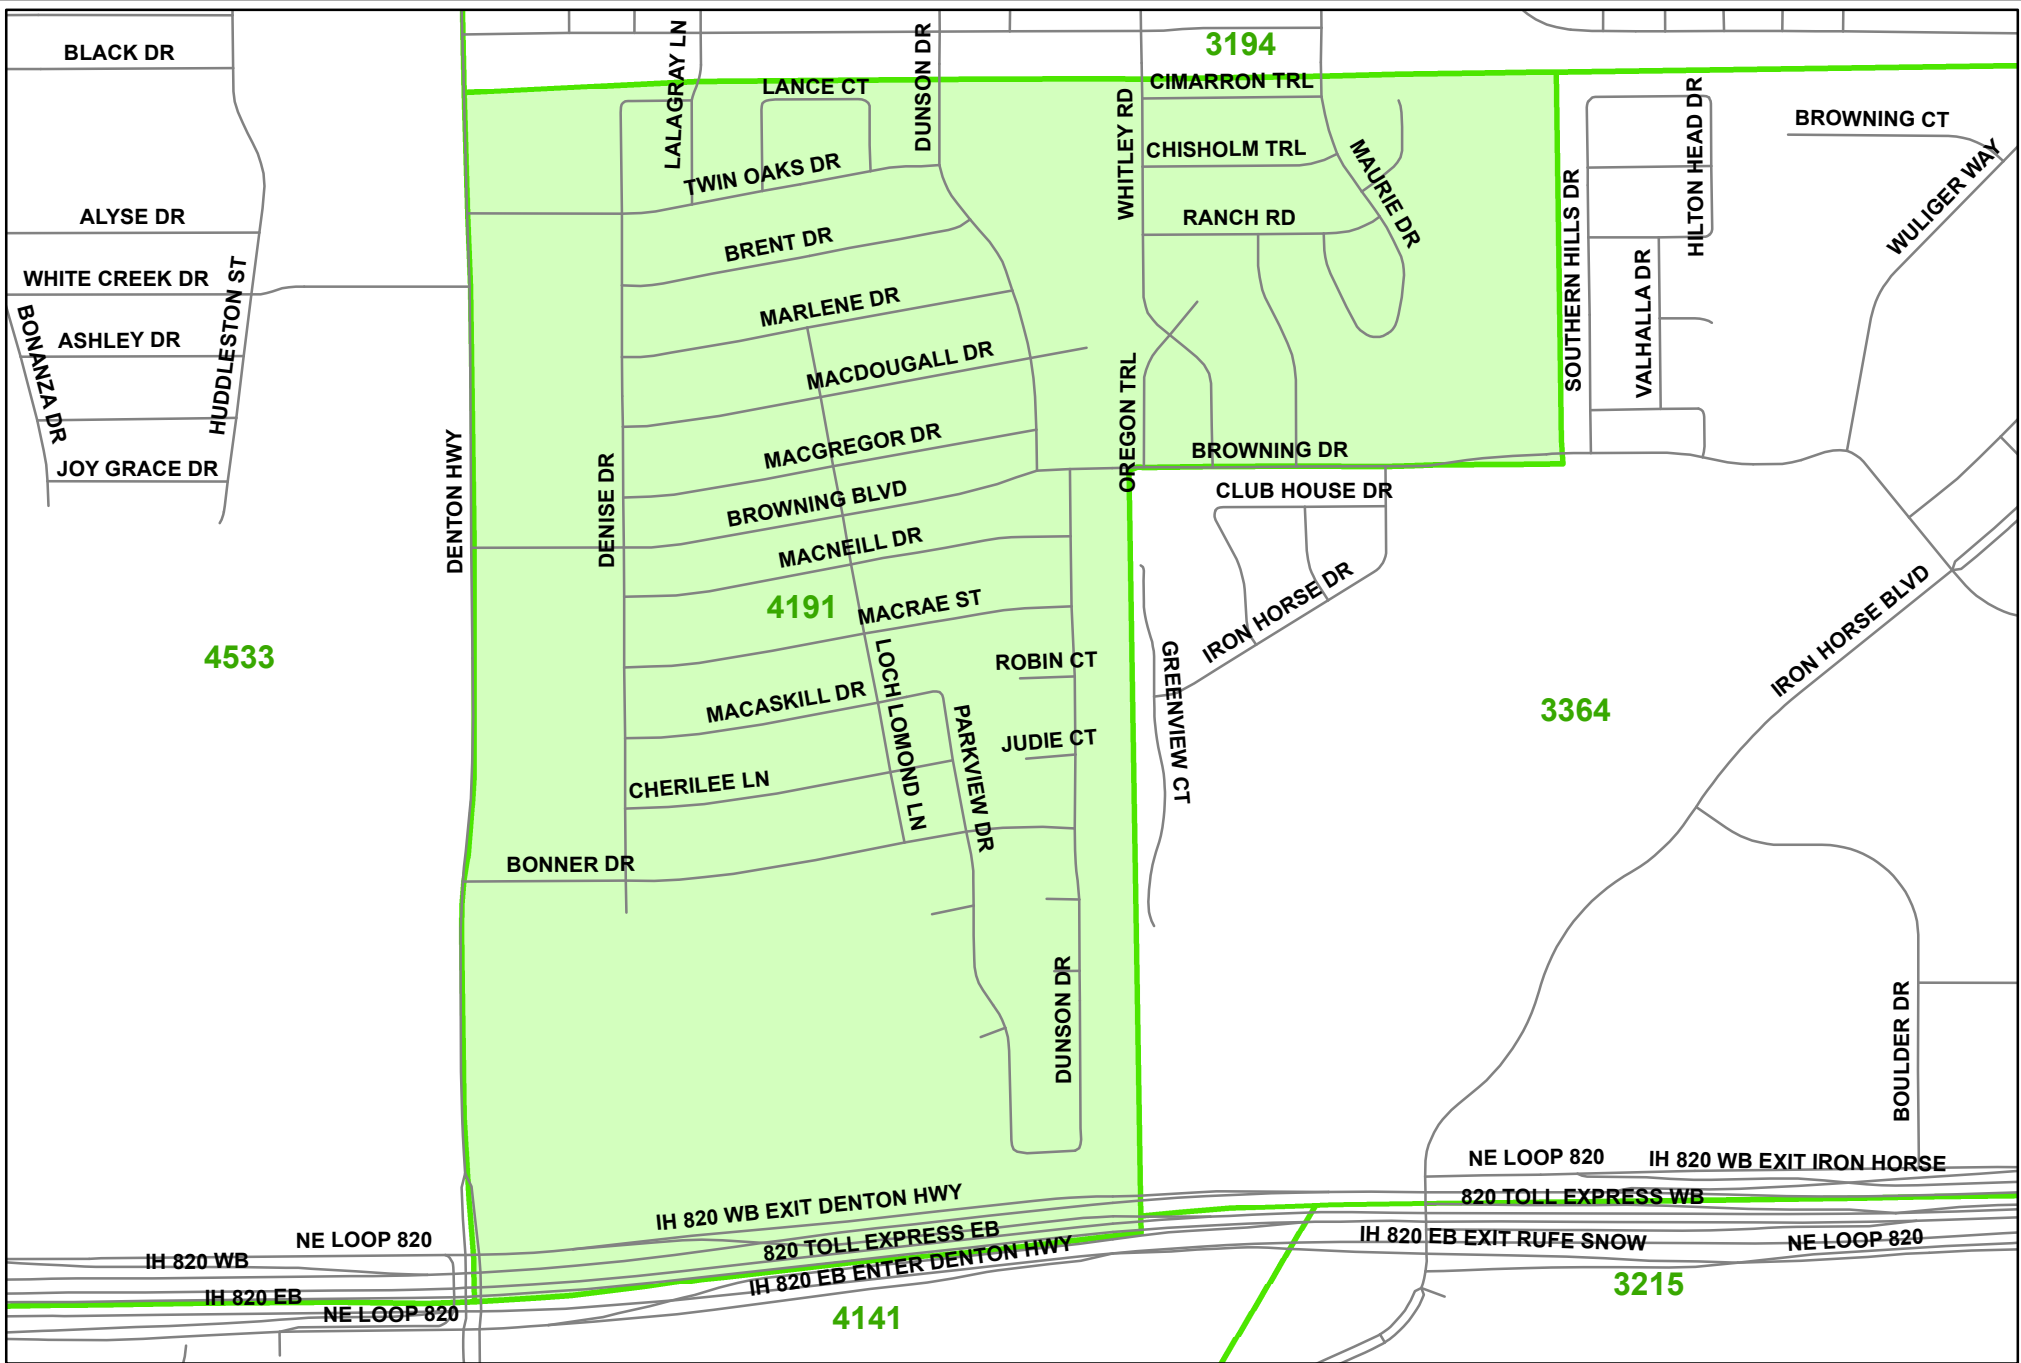 BLACK DR
LALAGRAY LN
LANCE CT
DUNSON DR
3194
CIMARRON TRL
WHITLEY RD
CHISHOLM TRL
MAURIE DR
RANCH RD
SOUTHERN HILLS DR
HILTON HEAD DR
BROWNING CT
WULIGER WAY
VALHALLA DR
ALYSE DR
WHITE CREEK DR
HUDDLESTON ST
BONANZA DR
ASHLEY DR
JOY GRACE DR
TWIN OAKS DR
BRENT DR
MARLENE DR
MACDOUGALL DR
MACGREGOR DR
BROWNING BLVD
MACNEILL DR
DENTON HWY
DENISE DR
OREGON TRL
BROWNING DR
CLUB HOUSE DR
IRON HORSE DR
IRON HORSE BLVD
4191
MACRAE ST
4533
LOCH LOMOND LN
ROBIN CT
GREENVIEW CT
3364
MACASKILL DR
PARKVIEW DR
JUDIE CT
CHERILEE LN
BONNER DR
DUNSON DR
BOULDER DR
NE LOOP 820
IH 820 WB EXIT IRON HORSE
820 TOLL EXPRESS WB
IH 820 WB EXIT DENTON HWY
NE LOOP 820
820 TOLL EXPRESS EB
IH 820 EB EXIT RUFE SNOW
NE LOOP 820
IH 820 WB
IH 820 EB ENTER DENTON HWY
IH 820 EB
NE LOOP 820
3215
4141